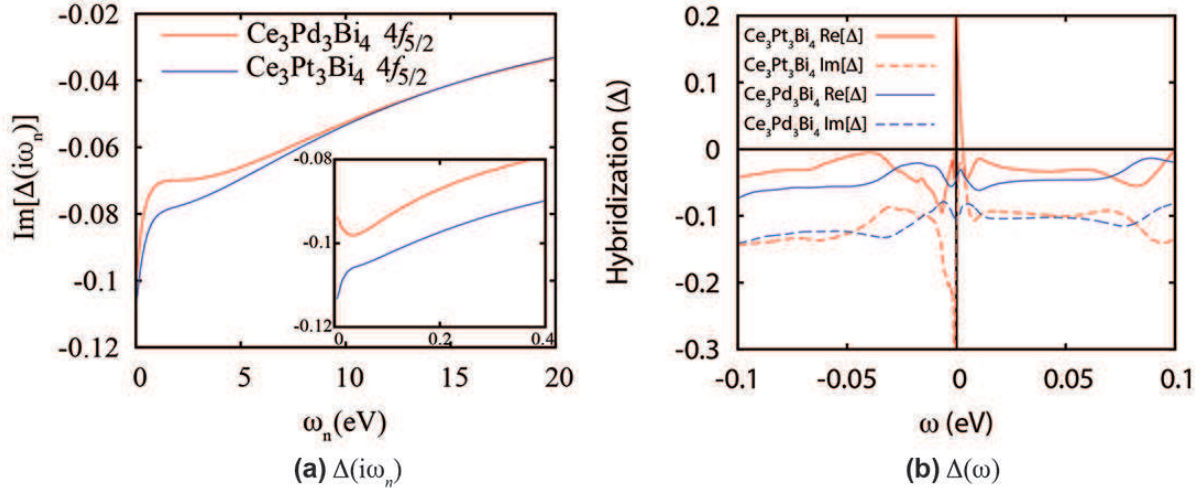 -0.02
-0.04
-0.06
-0.08
-0.1
-0.12
Im[Δ(iωn)]
Ce3Pd3Bi4 4f5/2
Ce3Pt3Bi4 4f5/2
-0.08
-0.1
-0.12
0 0.2 0.4
0 5 10 15 20
ωn(eV)
(a) Δ(iωn)
0.2
0.1
0
-0.1
-0.2
-0.3
Hybridization (Δ)
Ce3Pt3Bi4 Re[Δ]
Ce3Pt3Bi4 Im[Δ]
Ce3Pd3Bi4 Re[Δ]
Ce3Pd3Bi4 Im[Δ]
-0.1 -0.05 0 0.05 0.1
ω (eV)
(b) Δ(ω)